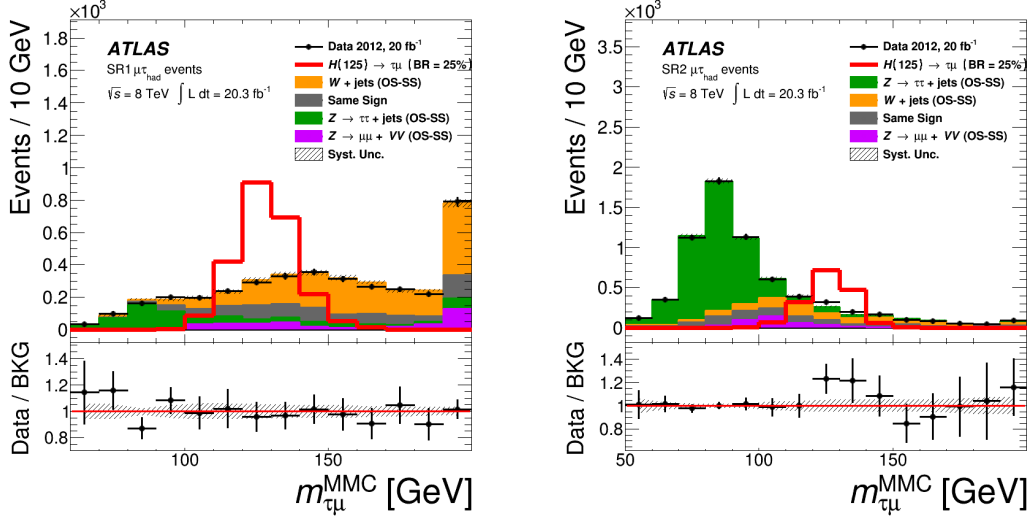 ×10³
Events / 10 GeV
1.8
1.6
1.4
1.2
1
0.8
0.6
0.4
0.2
0
ATLAS
SR1 μτhad events
√s = 8 TeV ∫ L dt = 20.3 fb⁻¹
Data 2012, 20 fb⁻¹
H(125) → τμ (BR = 25%)
W + jets (OS-SS)
Same Sign
Z → ττ + jets (OS-SS)
Z → μμ + VV (OS-SS)
Syst. Unc.
Data / BKG
1.4
1.2
1
0.8
100
150
m_τμ^MMC [GeV]
×10³
Events / 10 GeV
3.5
3
2.5
2
1.5
1
0.5
0
ATLAS
SR2 μτhad events
√s = 8 TeV ∫ L dt = 20.3 fb⁻¹
Data 2012, 20 fb⁻¹
H(125) → τμ (BR = 25%)
Z → ττ + jets (OS-SS)
W + jets (OS-SS)
Same Sign
Z → μμ + VV (OS-SS)
Syst. Unc.
Data / BKG
1.4
1.2
1
0.8
50
100
150
m_τμ^MMC [GeV]